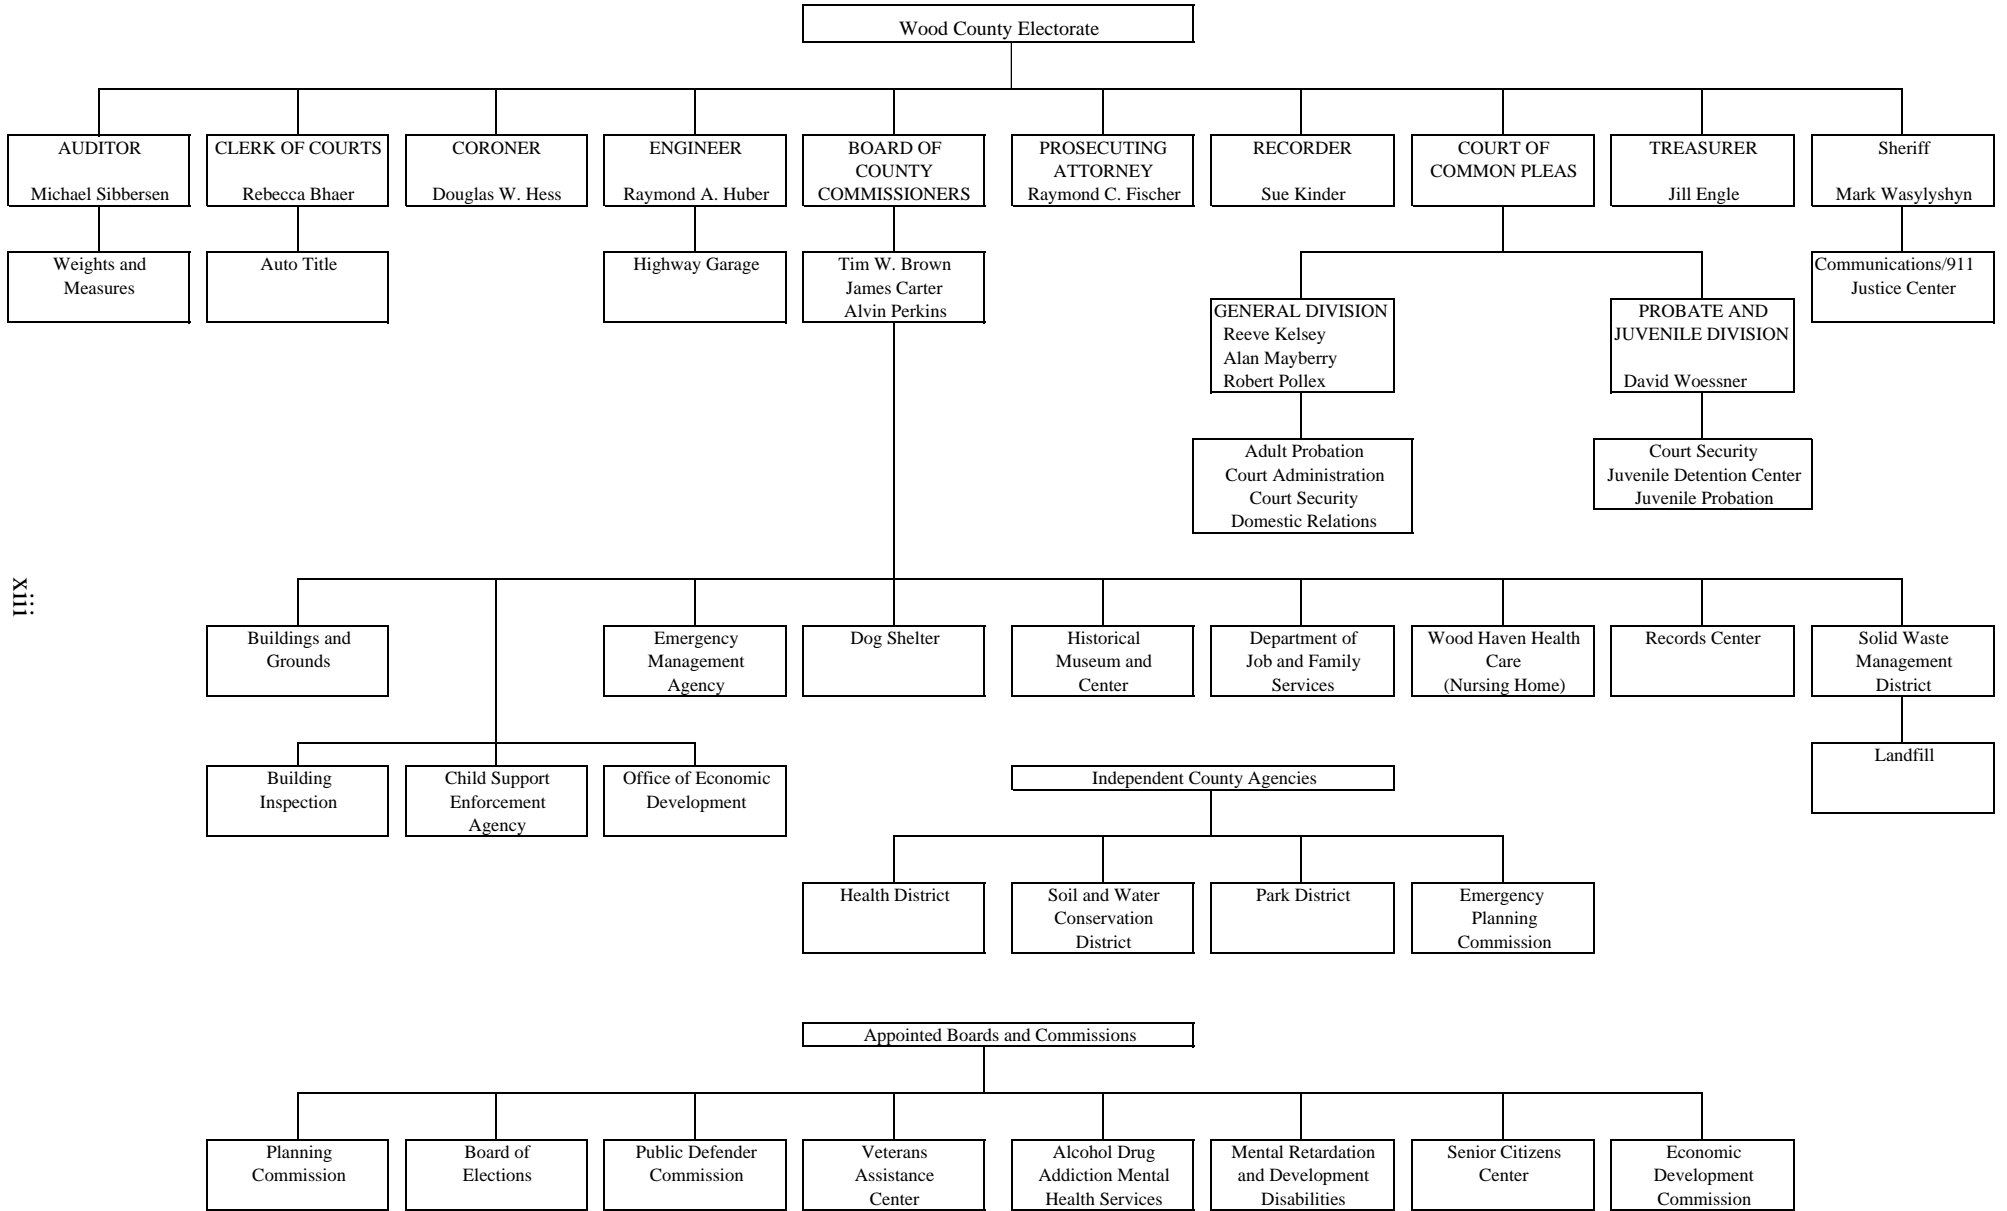 Wood County Electorate
AUDITOR
Michael Sibbersen
CLERK OF COURTS
Rebecca Bhaer
CORONER
Douglas W. Hess
ENGINEER
Raymond A. Huber
BOARD OF
COUNTY
COMMISSIONERS
PROSECUTING
ATTORNEY
Raymond C. Fischer
RECORDER
Sue Kinder
COURT OF
COMMON PLEAS
TREASURER
Jill Engle
Sheriff
Mark Wasylyshyn
Weights and
Measures
Auto Title
Highway Garage
Tim W. Brown
James Carter
Alvin Perkins
Communications/911
Justice Center
GENERAL DIVISION
Reeve Kelsey
Alan Mayberry
Robert Pollex
PROBATE AND
JUVENILE DIVISION
David Woessner
Adult Probation
Court Administration
Court Security
Domestic Relations
Court Security
Juvenile Detention Center
Juvenile Probation
xiii
Buildings and
Grounds
Emergency
Management
Agency
Dog Shelter
Historical
Museum and
Center
Department of
Job and Family
Services
Wood Haven Health
Care
(Nursing Home)
Records Center
Solid Waste
Management
District
Building
Inspection
Child Support
Enforcement
Agency
Office of Economic
Development
Independent County Agencies
Landfill
Health District
Soil and Water
Conservation
District
Park District
Emergency
Planning
Commission
Appointed Boards and Commissions
Planning
Commission
Board of
Elections
Public Defender
Commission
Veterans
Assistance
Center
Alcohol Drug
Addiction Mental
Health Services
Mental Retardation
and Development
Disabilities
Senior Citizens
Center
Economic
Development
Commission